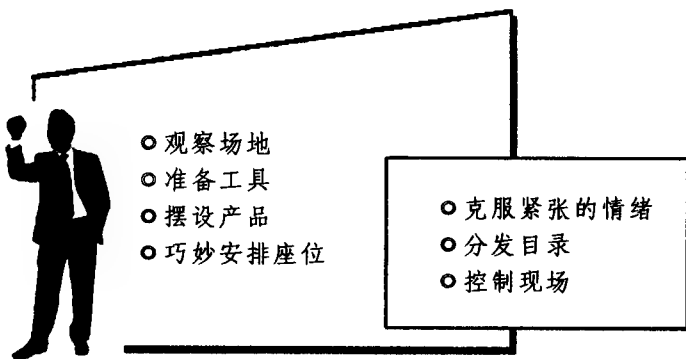 观察场地
准备工具
摆设产品
巧妙安排座位
克服紧张的情绪
分发目录
控制现场